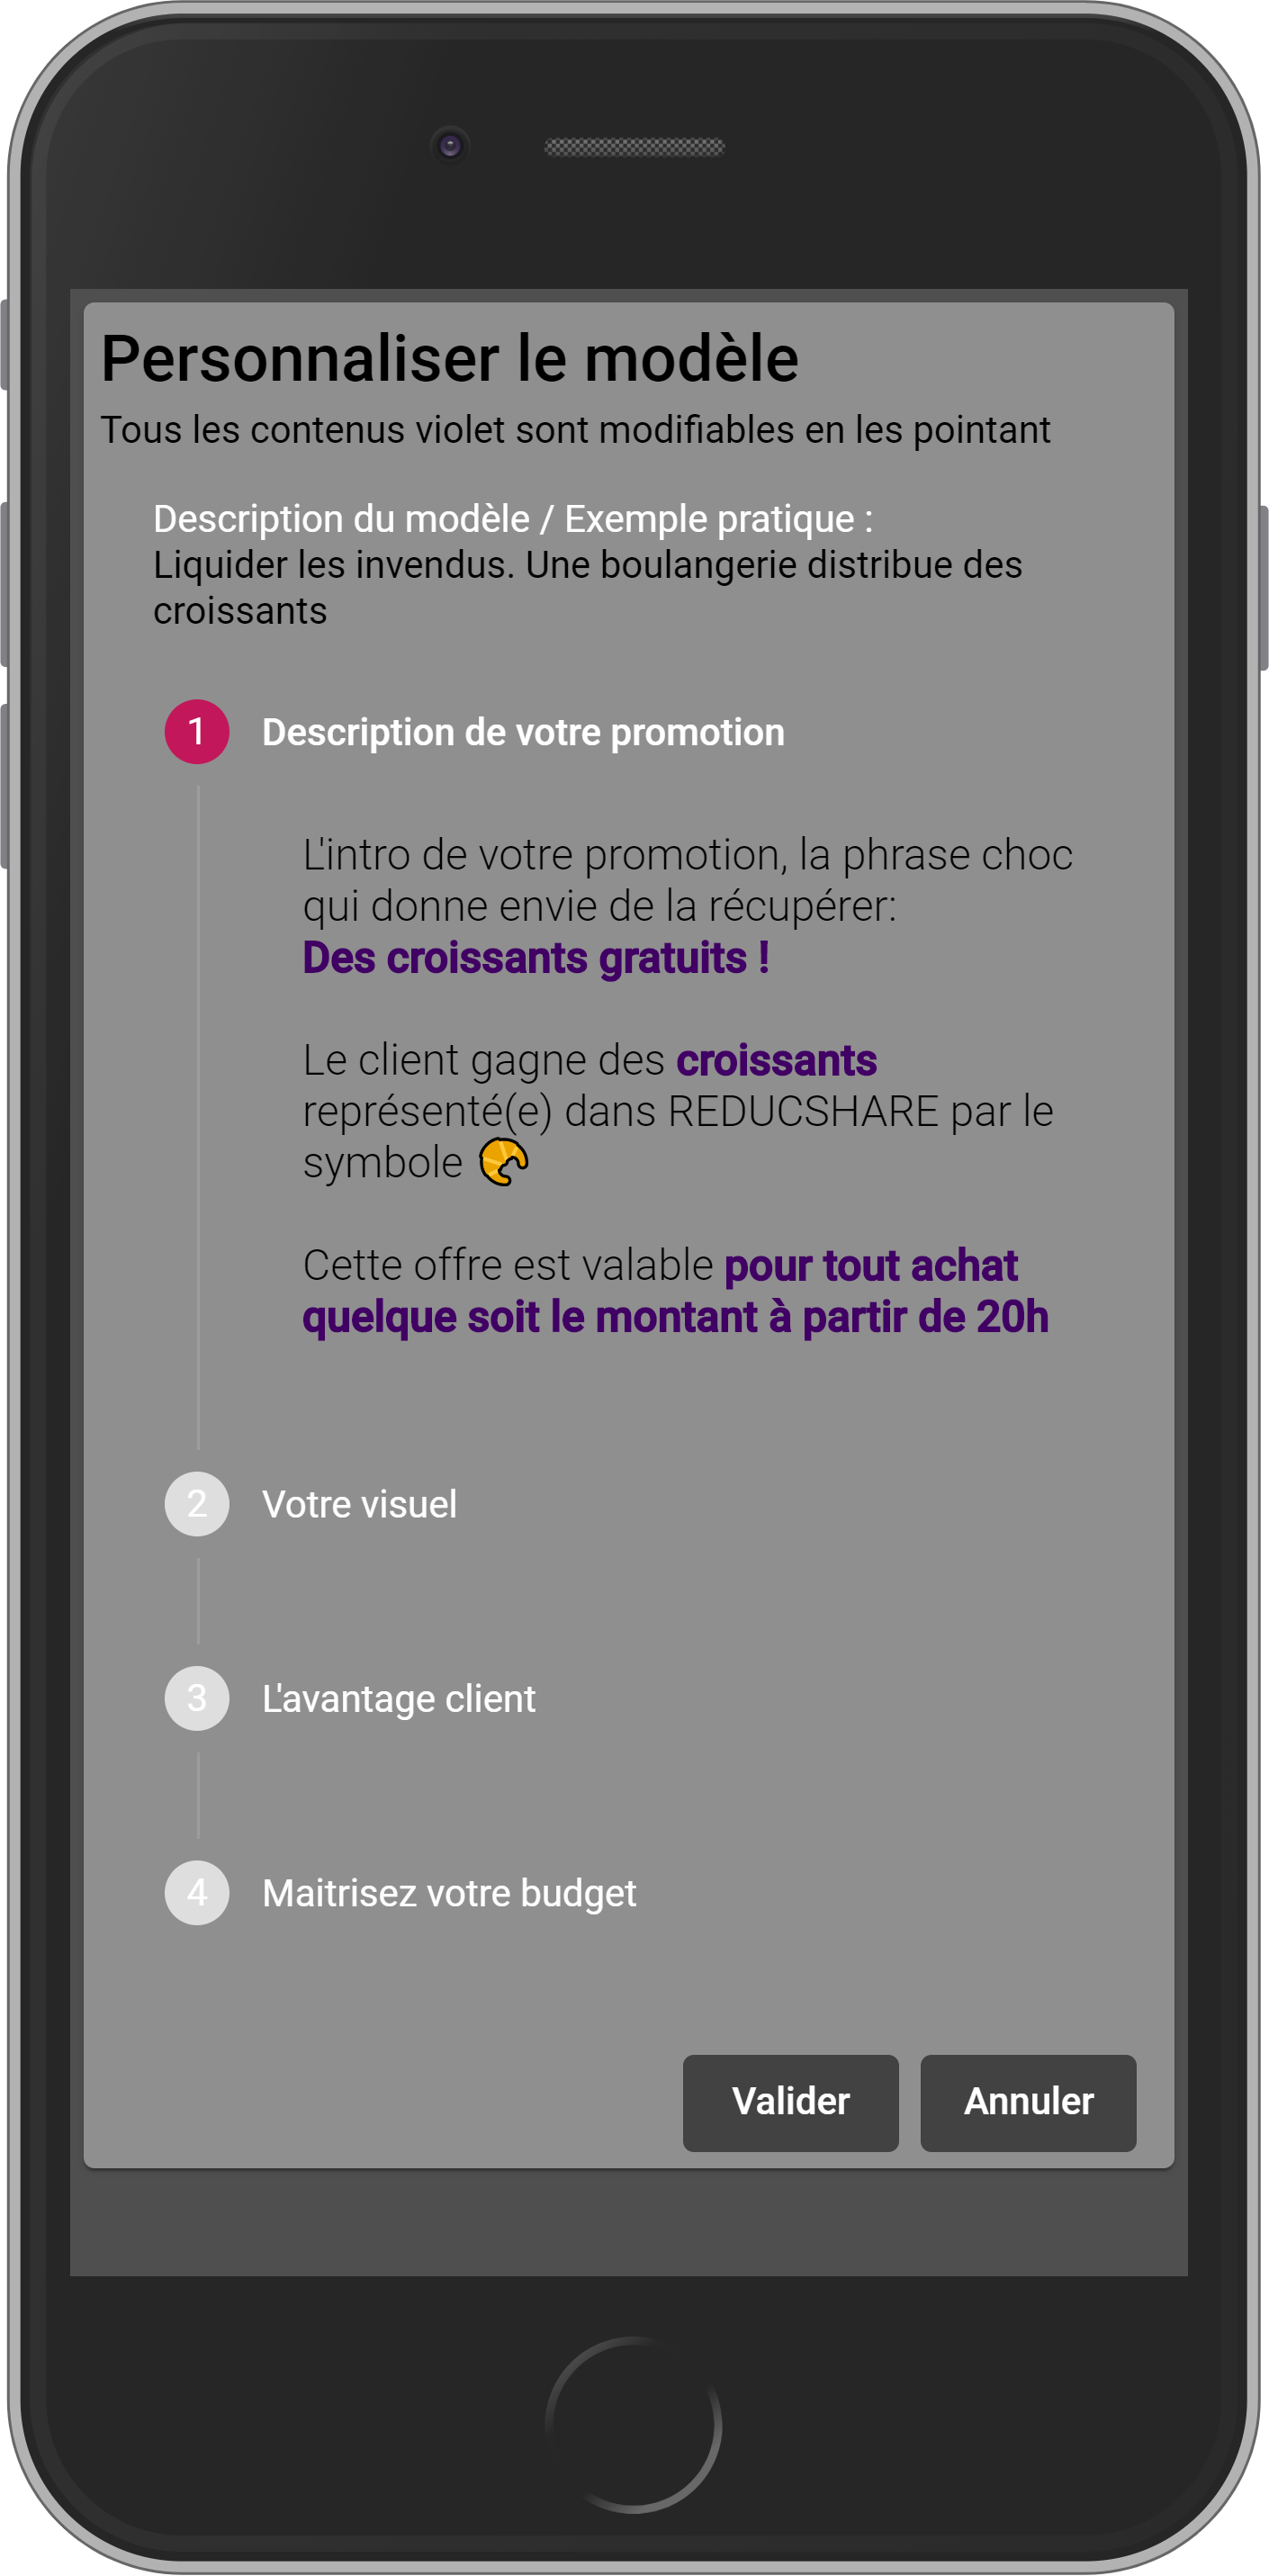 Personnaliser le modèle
Tous les contenus violet sont modifiables en les pointant
Description du modèle / Exemple pratique :
Liquider les invendus. Une boulangerie distribue des
croissants
1 Description de votre promotion
L'intro de votre promotion, la phrase choc
qui donne envie de la récupérer:
Des croissants gratuits !
Le client gagne des croissants
représenté(e) dans REDUCSHARE par le
symbole
Cette offre est valable pour tout achat
quelque soit le montant à partir de 20h
2 Votre visuel
3 L'avantage client
4 Maitrisez votre budget
Valider Annuler